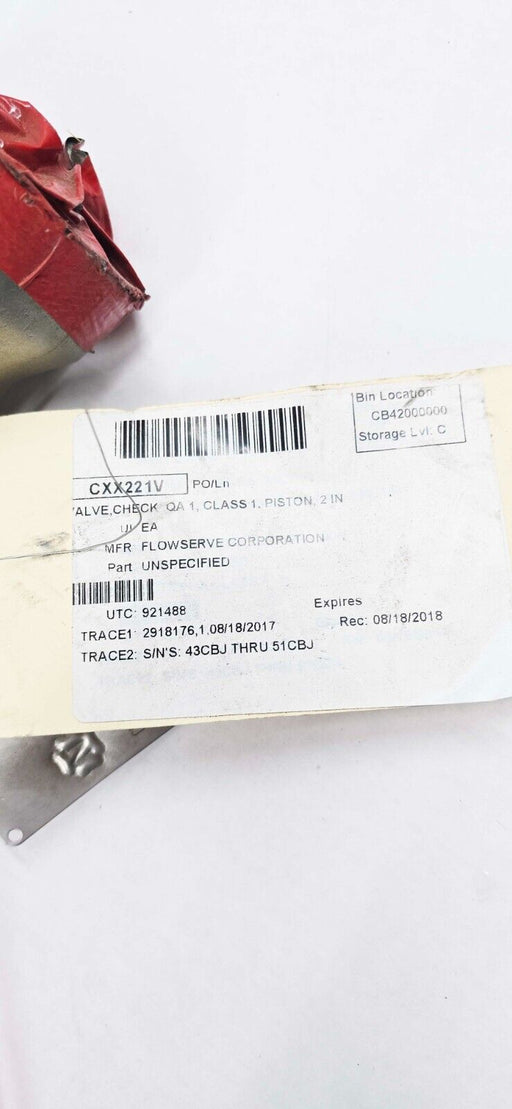 Bin Location
CB42000000
Storage Lvl: C
CXX221V PO/Ln
VALVE,CHECK, QA 1, CLASS 1, PISTON, 2 IN
UI EA
MFR FLOWSERVE CORPORATION
Part UNSPECIFIED
UTC: 921488 Expires
TRACE1: 2918176,1,08/18/2017 Rec: 08/18/2018
TRACE2: S/N'S: 43CBJ THRU 51CBJ